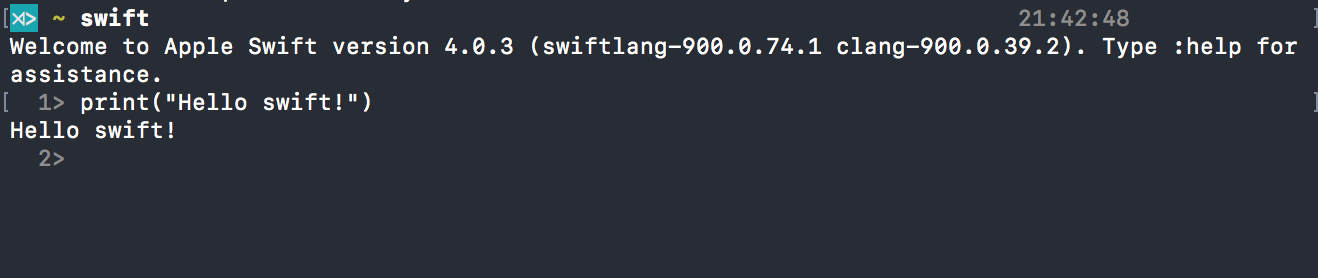 ~ swift 21:42:48
Welcome to Apple Swift version 4.0.3 (swiftlang-900.0.74.1 clang-900.0.39.2). Type :help for
assistance.
[ 1> print("Hello swift!") ]
Hello swift!
2>